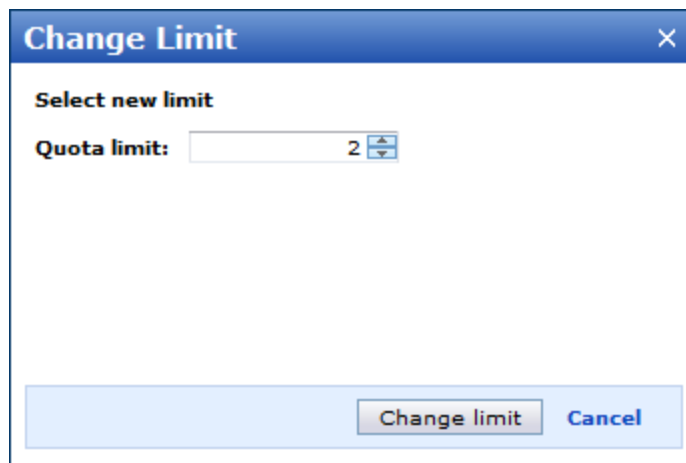 Change Limit
Select new limit
Quota limit: 2
Change limit Cancel